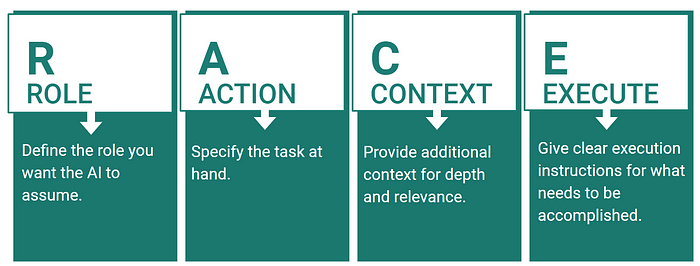 R
ROLE
Define the role you
want the AI to
assume.
A
ACTION
Specify the task at
hand.
C
CONTEXT
Provide additional
context for depth
and relevance.
E
EXECUTE
Give clear execution
instructions for what
needs to be
accomplished.